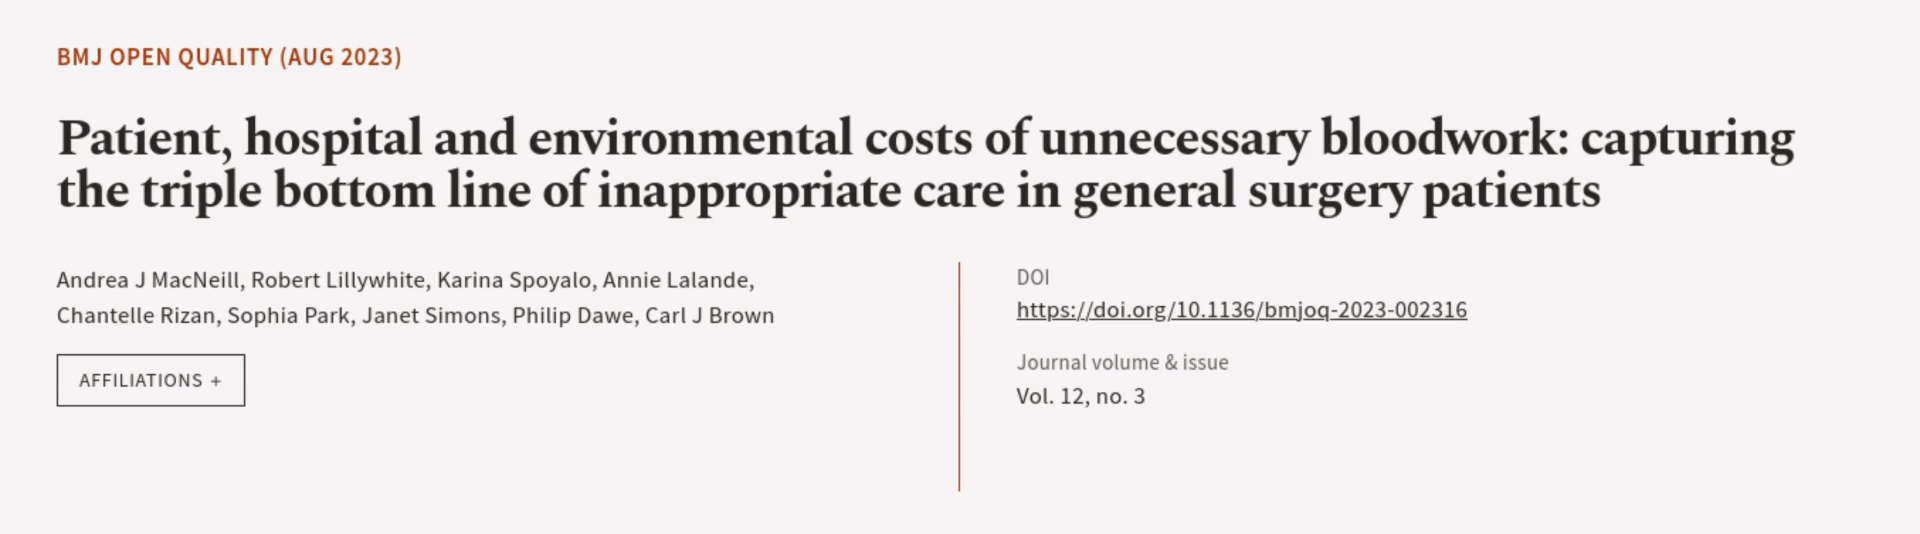 BMJ OPEN QUALITY (AUG 2023)
Patient, hospital and environmental costs of unnecessary bloodwork: capturing
the triple bottom line of inappropriate care in general surgery patients
Andrea J MacNeill, Robert Lillywhite, Karina Spoyalo, Annie Lalande,
Chantelle Rizan, Sophia Park, Janet Simons, Philip Dawe, Carl J Brown
AFFILIATIONS +
DOI
https://doi.org/10.1136/bmjoq-2023-002316
Journal volume & issue
Vol. 12, no. 3